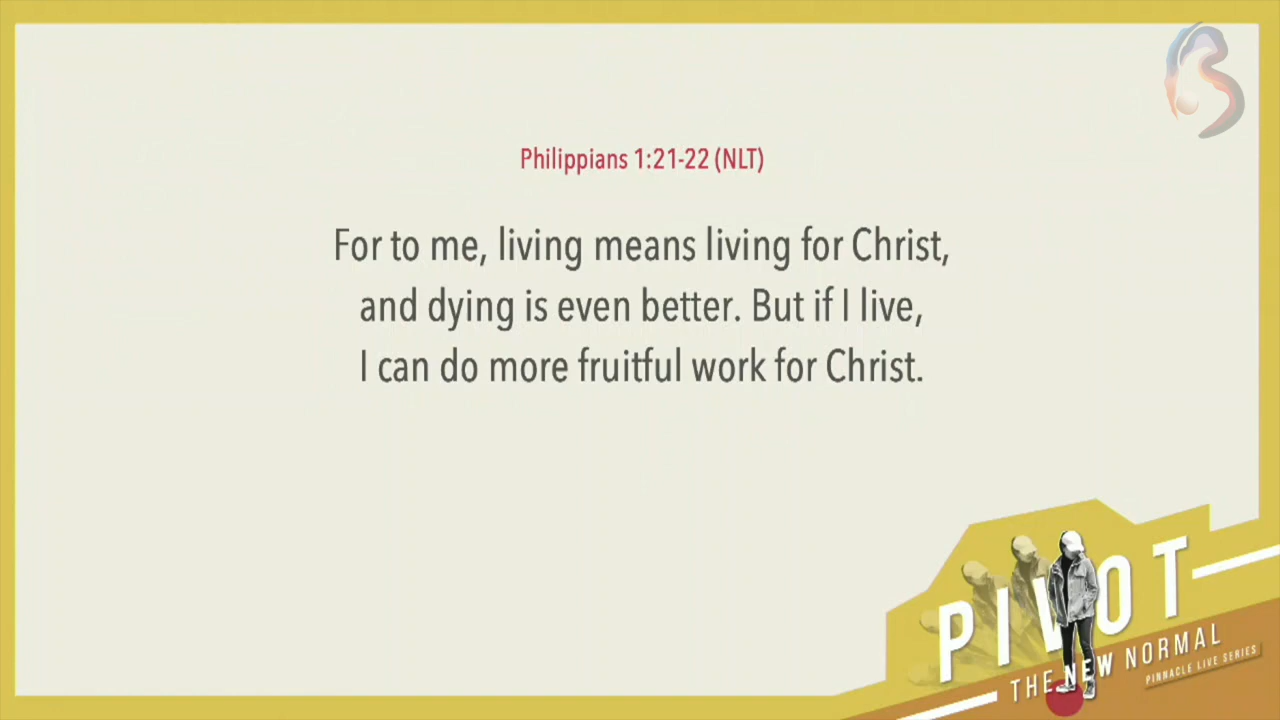 Philippians 1:21-22 (NLT)
For to me, living means living for Christ,
and dying is even better. But if I live,
I can do more fruitful work for Christ.
PIVOT
THE NEW NORMAL
PINNACLE LIVE SERIES